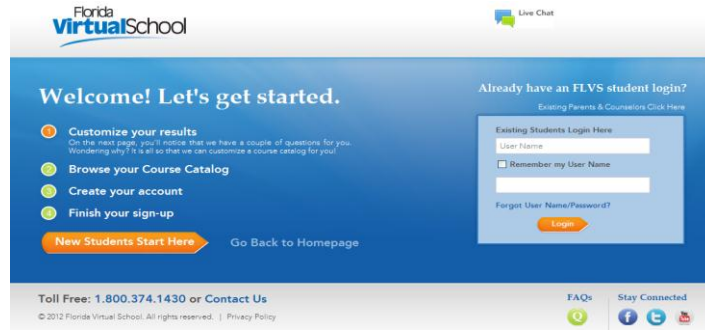 Florida
VirtualSchool
Live Chat
Welcome! Let's get started.
1 Customize your results
On the next page, you'll notice that we have a couple of questions for you.
Wondering why? It is all so that we can customize a course catalog for you!
2 Browse your Course Catalog
3 Create your account
4 Finish your sign-up
New Students Start Here
Go Back to Homepage
Already have an FLVS student login?
Existing Parents & Counselors Click Here
Existing Students Login Here
User Name
Remember my User Name
Forgot User Name/Password?
Login
Toll Free: 1.800.374.1430 or Contact Us
© 2012 Florida Virtual School. All rights reserved. | Privacy Policy
FAQs
Q
Stay Connected
f
You
Tube